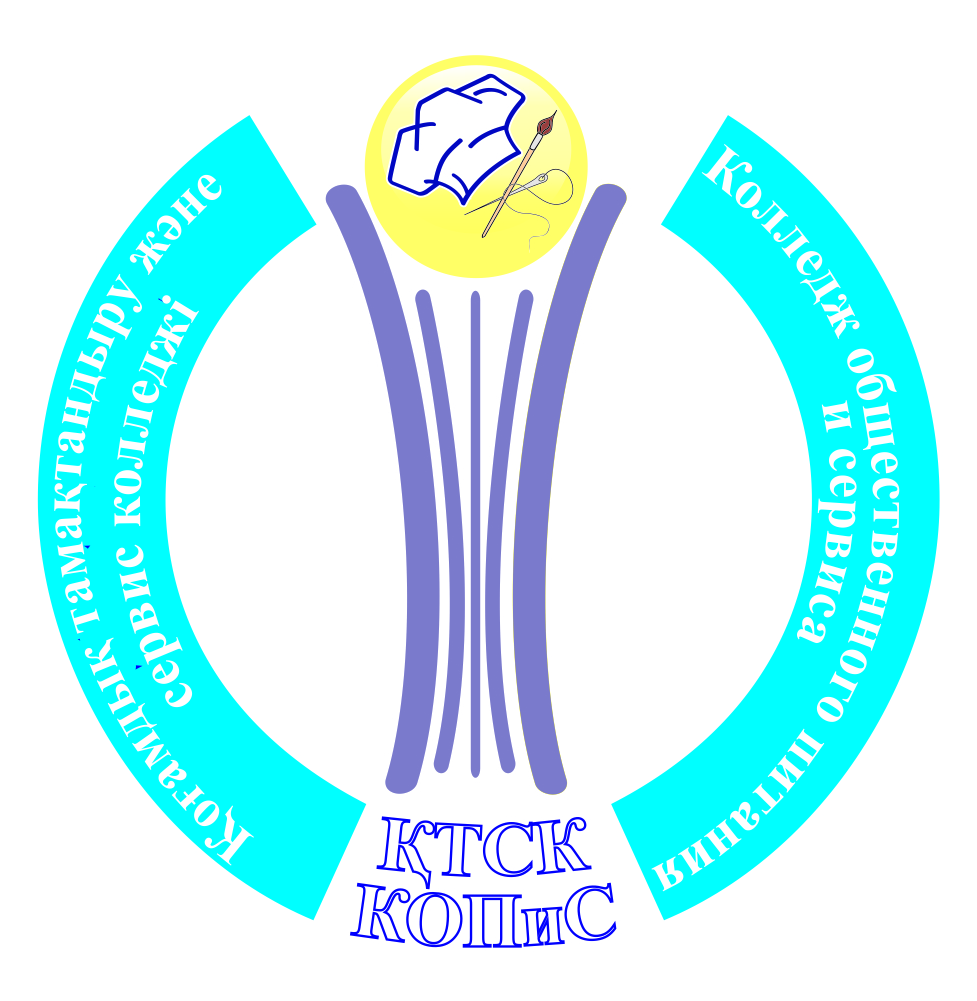 Қоғамдық тамақтандыру және
сервис колледжі
Колледж общественного питания
и сервиса
ҚТСК
КОПиС